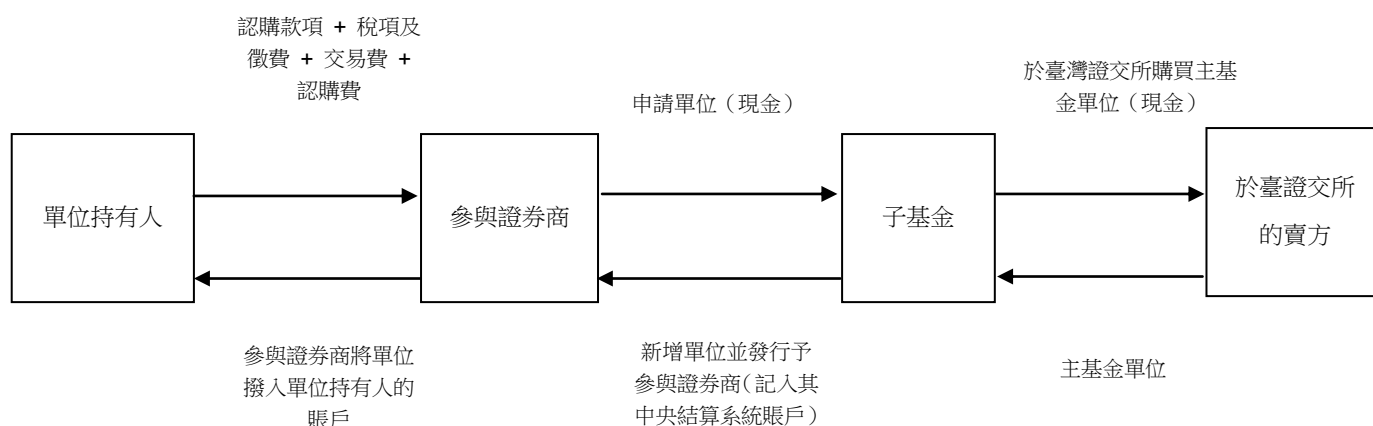 認購款項 + 稅項及
徵費 + 交易費 +
認購費
申請單位（現金）
於臺灣證交所購買主基
金單位（現金）
單位持有人
參與證券商
子基金
於臺證交所
的賣方
參與證券商將單位
撥入單位持有人的
賬戶
新增單位並發行予
參與證券商（記入其
中央結算系統賬戶）
主基金單位